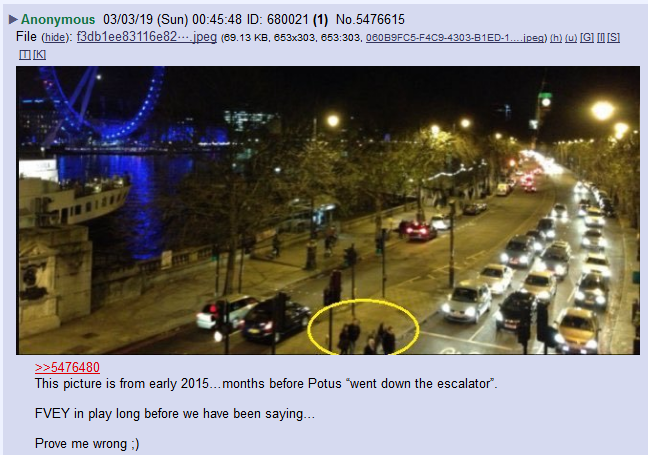 ▶Anonymous 03/03/19 (Sun) 00:45:48 ID: 680021 (1) No.5476615
File (hide): f3db1ee83116e82⋯.jpeg (69.13 KB, 653x303, 653:303, 060B9FC5-F4C9-4303-B1ED-1….jpeg) (h) (u) [G] [I] [S]
[T] [K]
>>5476480
This picture is from early 2015…months before Potus “went down the escalator”.
FVEY in play long before we have been saying…
Prove me wrong ;)